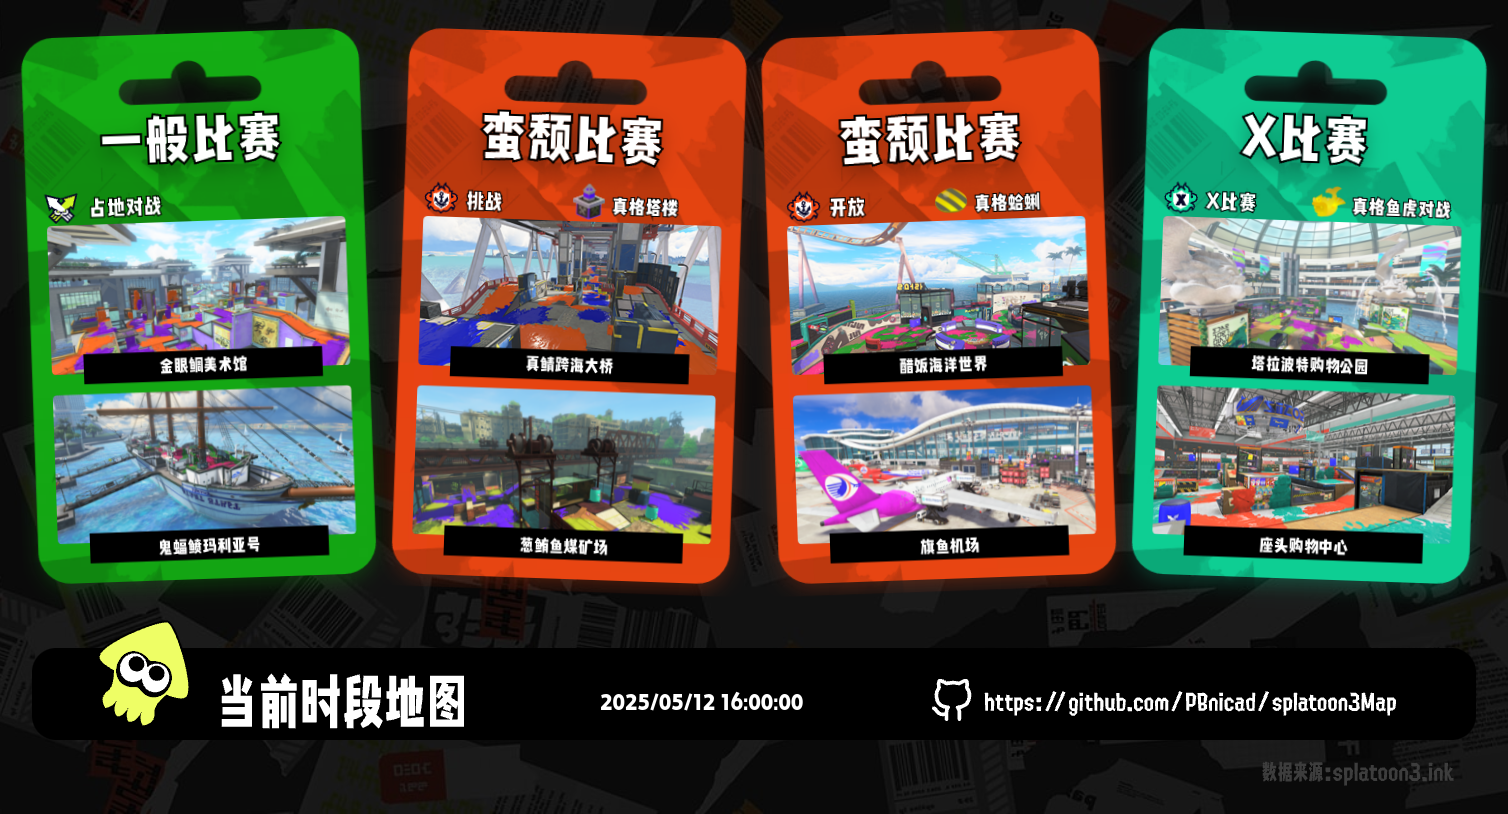 一般比赛
占地对战
金眼鲷美术馆
鬼蝠鲼玛利亚号
蛮颓比赛
挑战
真格塔楼
真鲭跨海大桥
葱鲔鱼煤矿场
蛮颓比赛
开放
真格蛤蜊
醋饭海洋世界
旗鱼机场
X比赛
X比赛
真格鱼虎对战
塔拉波特购物公园
座头购物中心
当前时段地图
2025/05/12 16:00:00
https://github.com/PBnicad/splatoon3Map
数据来源:splatoon3.ink